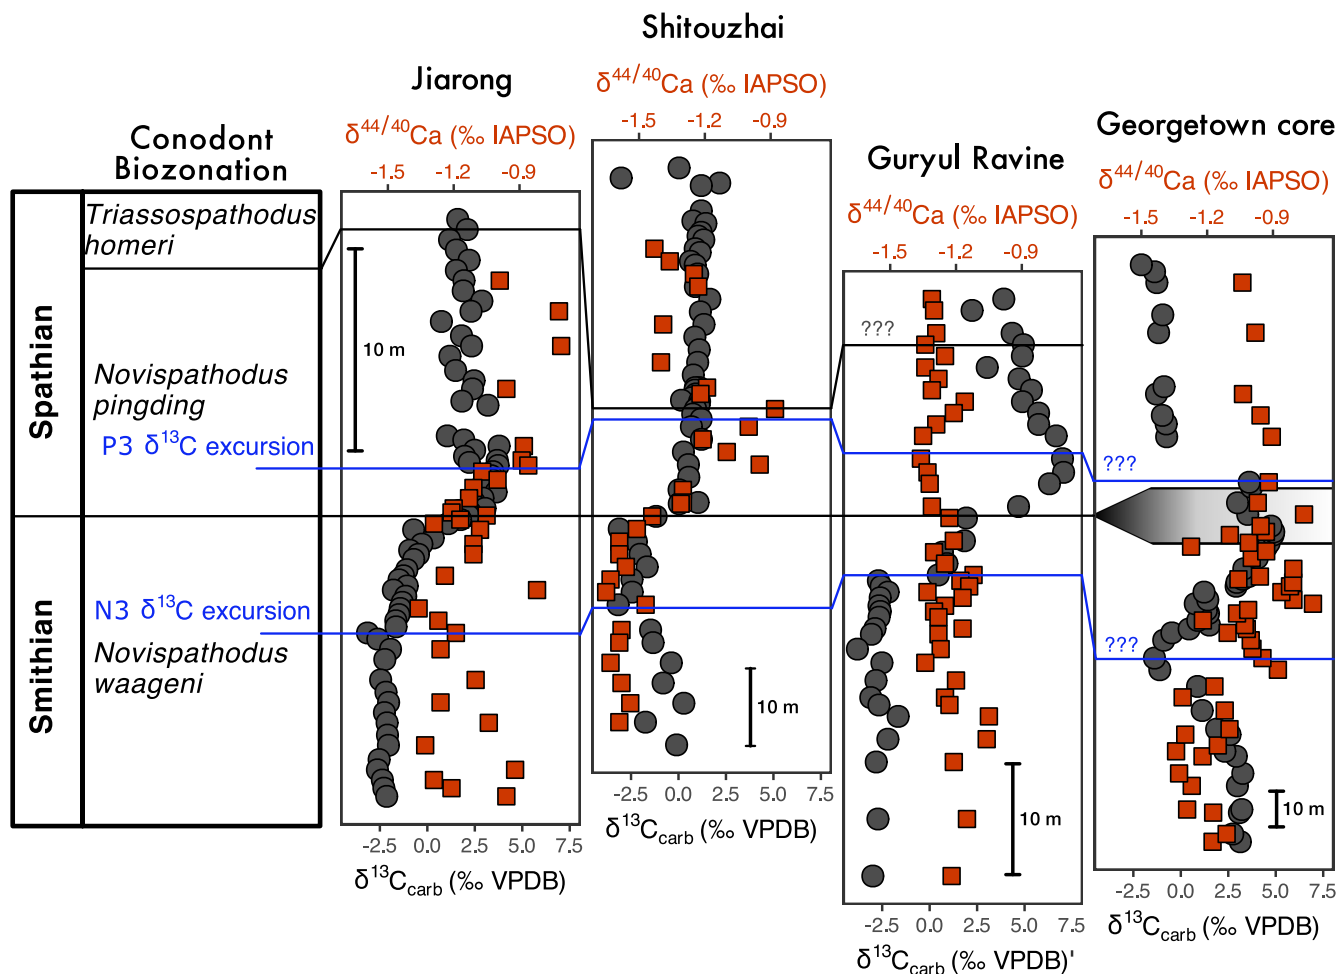 Shitouzhai
δ44/40Ca (‰ IAPSO)
-1.5 -1.2 -0.9
Jiarong
δ44/40Ca (‰ IAPSO)
-1.5 -1.2 -0.9
Georgetown core
δ44/40Ca (‰ IAPSO)
-1.5 -1.2 -0.9
Guryul Ravine
δ44/40Ca (‰ IAPSO)
-1.5 -1.2 -0.9
Conodont
Biozonation
Spathian
Smithian
Triassospathodus
homeri
Novispathodus
pingding
P3 δ13C excursion
N3 δ13C excursion
Novispathodus
waageni
10 m
10 m
???
10 m
???
???
10 m
-2.5 0.0 2.5 5.0 7.5
δ13Ccarb (‰ VPDB)
-2.5 0.0 2.5 5.0 7.5
δ13Ccarb (‰ VPDB)
-2.5 0.0 2.5 5.0 7.5
δ13Ccarb (‰ VPDB)'
-2.5 0.0 2.5 5.0 7.5
δ13Ccarb (‰ VPDB)